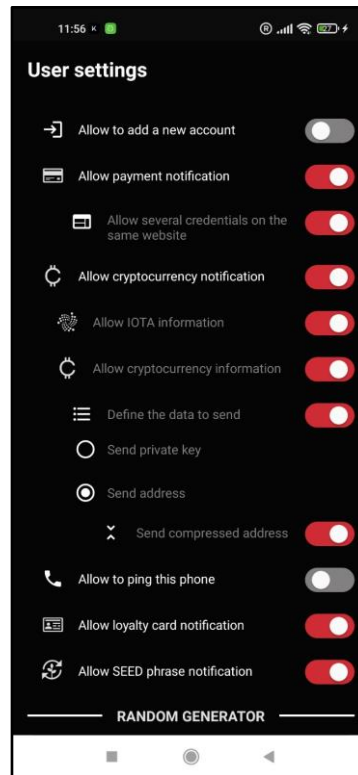 11:56 K
User settings
Allow to add a new account
Allow payment notification
Allow several credentials on the
same website
Allow cryptocurrency notification
Allow IOTA information
Allow cryptocurrency information
Define the data to send
Send private key
Send address
Send compressed address
Allow to ping this phone
Allow loyalty card notification
Allow SEED phrase notification
RANDOM GENERATOR